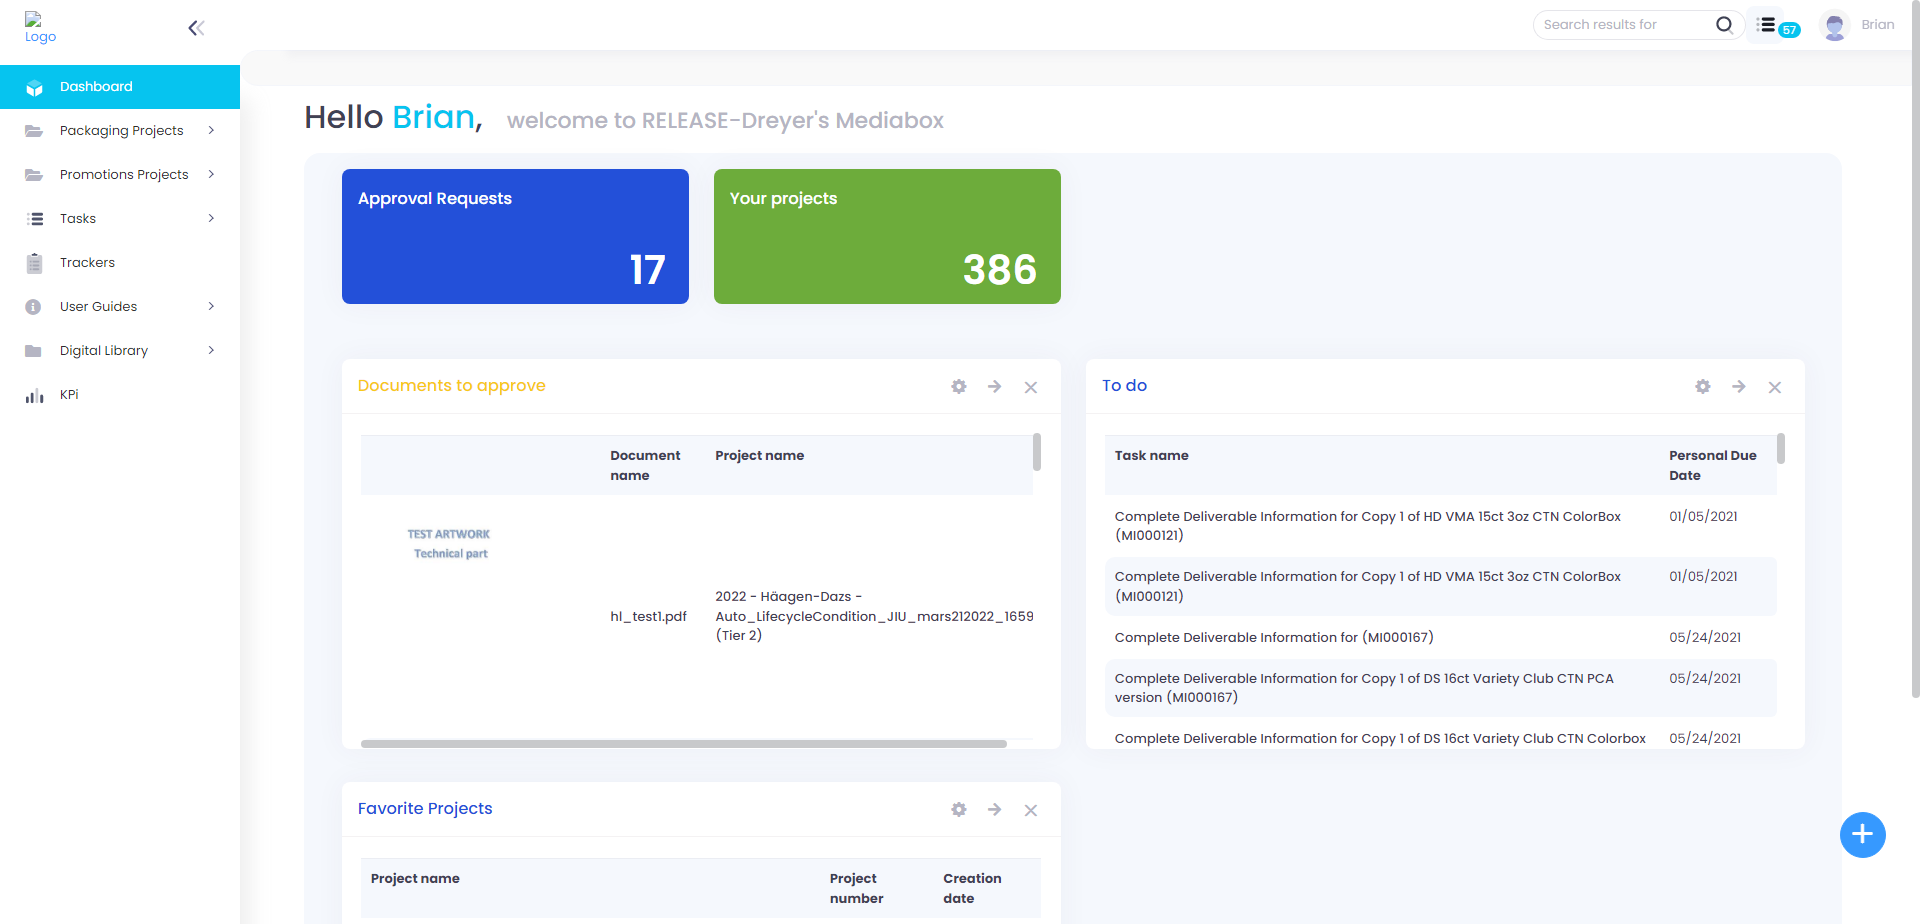 Logo
Search results for
57
Brian
Dashboard
Packaging Projects
Promotions Projects
Tasks
Trackers
User Guides
Digital Library
KPi
Hello Brian, welcome to RELEASE-Dreyer's Mediabox
Approval Requests
17
Your projects
386
Documents to approve
Document name
Project name
TEST ARTWORK
Technical part
hl_test1.pdf
2022 - Häagen-Dazs -
Auto_LifecycleCondition_JIU_mars212022_1659
(Tier 2)
To do
Task name
Personal Due Date
Complete Deliverable Information for Copy 1 of HD VMA 15ct 3oz CTN ColorBox
(MI000121)
01/05/2021
Complete Deliverable Information for Copy 1 of HD VMA 15ct 3oz CTN ColorBox
(MI000121)
01/05/2021
Complete Deliverable Information for (MI000167)
05/24/2021
Complete Deliverable Information for Copy 1 of DS 16ct Variety Club CTN PCA
version (MI000167)
05/24/2021
Complete Deliverable Information for Copy 1 of DS 16ct Variety Club CTN Colorbox
05/24/2021
Favorite Projects
Project name
Project number
Creation date